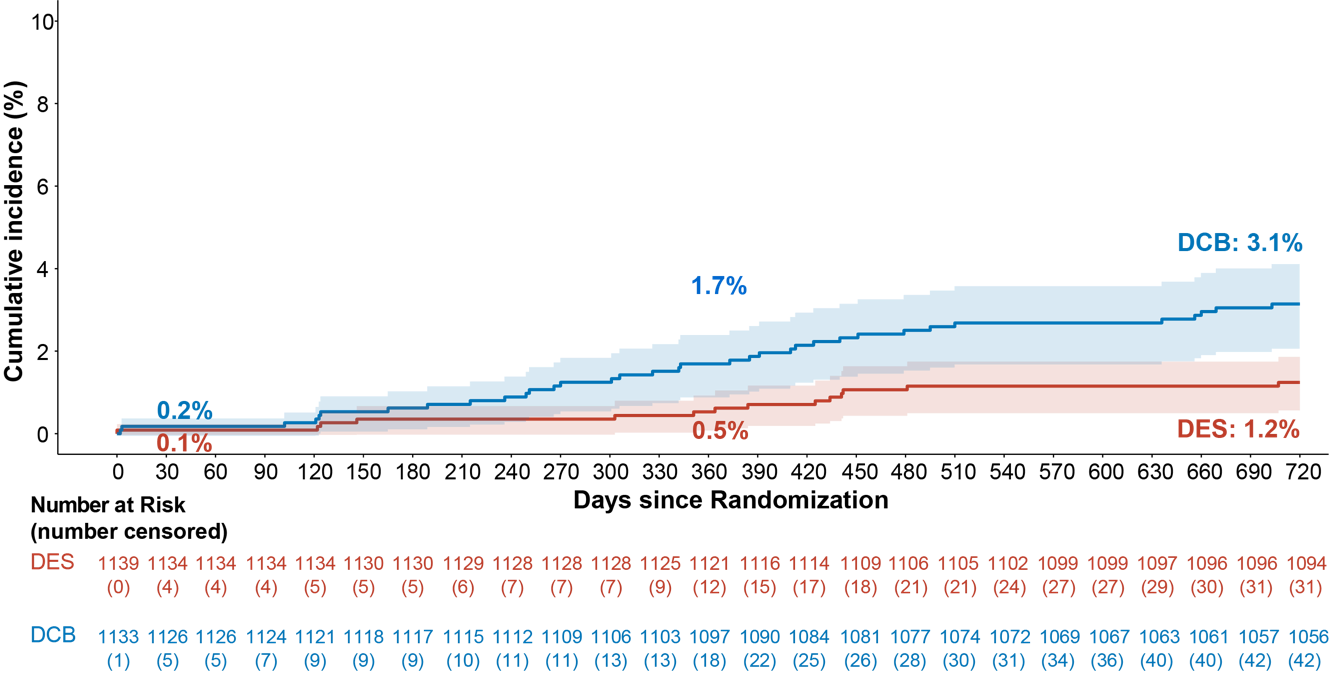 10
8
6
4
2
0
Cumulative incidence (%)
DCB: 3.1%
1.7%
0.2%
0.1%
0.5%
DES: 1.2%
0 30 60 90 120 150 180 210 240 270 300 330 360 390 420 450 480 510 540 570 600 630 660 690 720
Days since Randomization
Number at Risk
(number censored)
DES 1139 1134 1134 1134 1134 1130 1130 1129 1128 1128 1128 1125 1121 1116 1114 1109 1106 1105 1102 1099 1099 1097 1096 1096 1094
(0) (4) (4) (4) (5) (5) (5) (6) (7) (7) (7) (9) (12) (15) (17) (18) (21) (21) (24) (27) (27) (29) (30) (31) (31)
DCB 1133 1126 1126 1124 1121 1118 1117 1115 1112 1109 1106 1103 1097 1090 1084 1081 1077 1074 1072 1069 1067 1063 1061 1057 1056
(1) (5) (5) (7) (9) (9) (9) (10) (11) (11) (13) (13) (18) (22) (25) (26) (28) (30) (31) (34) (36) (40) (40) (42) (42)